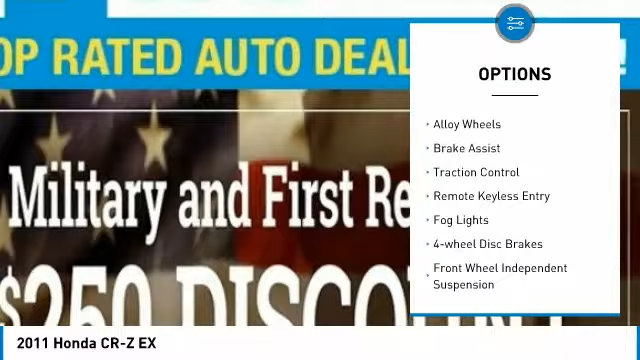 OP RATED AUTO DEAL
!
Military and First Re
$250 DISCOUNT
OPTIONS
Alloy Wheels
Brake Assist
Traction Control
Remote Keyless Entry
Fog Lights
4-wheel Disc Brakes
Front Wheel Independent
Suspension
2011 Honda CR-Z EX